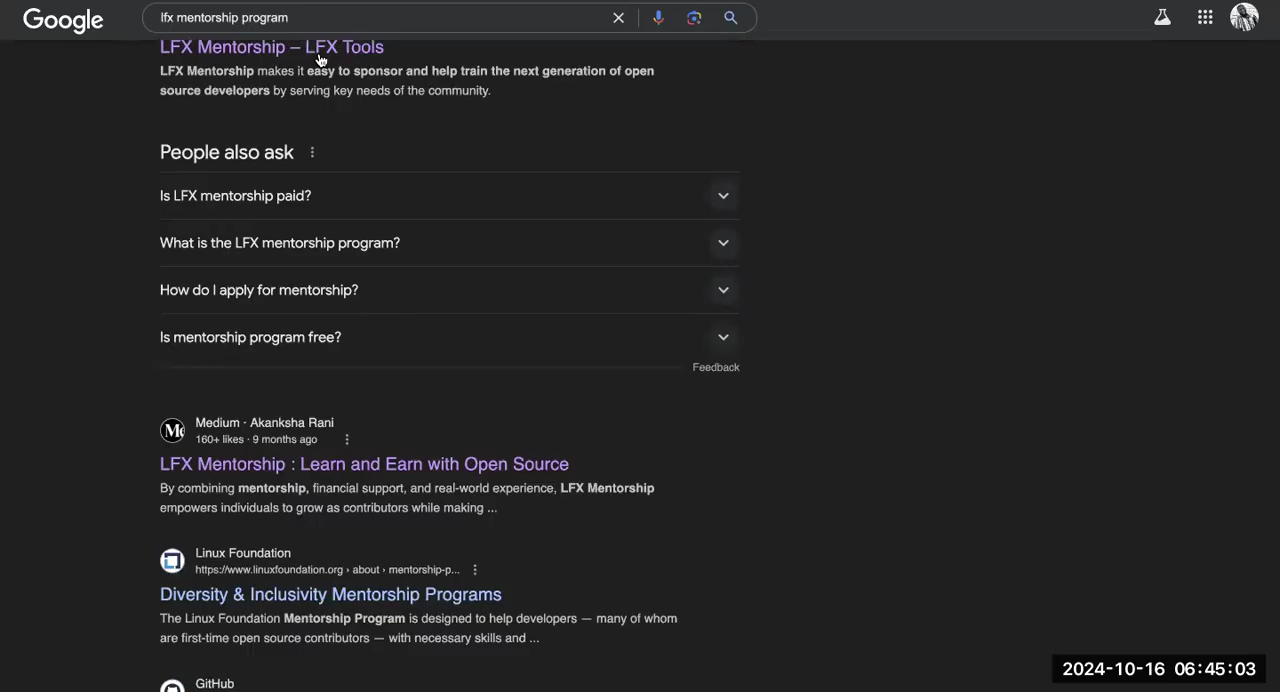 Google
lfx mentorship program
LFX Mentorship – LFX Tools
LFX Mentorship makes it easy to sponsor and help train the next generation of open
source developers by serving key needs of the community.
People also ask
Is LFX mentorship paid?
What is the LFX mentorship program?
How do I apply for mentorship?
Is mentorship program free?
Feedback
Medium · Akanksha Rani
160+ likes · 9 months ago
LFX Mentorship : Learn and Earn with Open Source
By combining mentorship, financial support, and real-world experience, LFX Mentorship
empowers individuals to grow as contributors while making ...
Linux Foundation
https://www.linuxfoundation.org › about › mentorship-p...
Diversity & Inclusivity Mentorship Programs
The Linux Foundation Mentorship Program is designed to help developers — many of whom
are first-time open source contributors — with necessary skills and ...
GitHub
2024-10-16 06:45:03